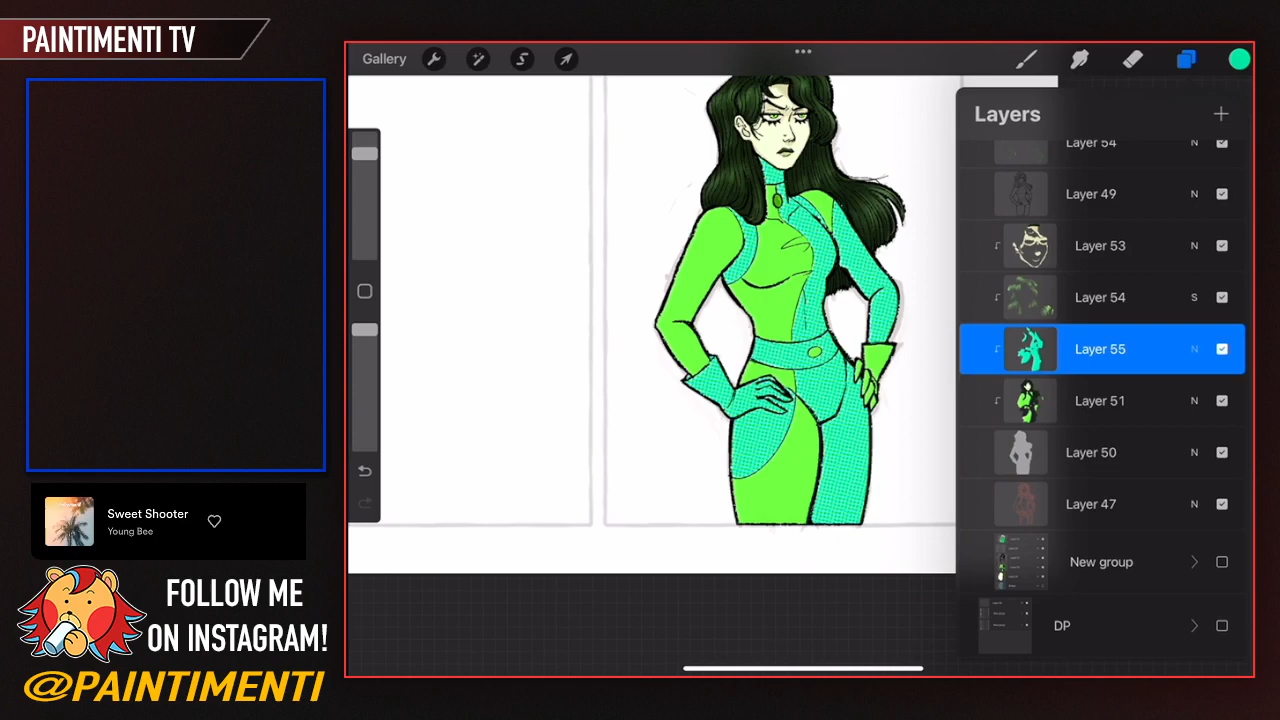 PAINTIMENTI TV
Gallery
Layers
Layer 54 N
Layer 49 N
Layer 53 N
Layer 54 S
Layer 55 N
Layer 51 N
Layer 50 N
Layer 47 N
New group
DP
Sweet Shooter
Young Bee
FOLLOW ME
ON INSTAGRAM!
@PAINTIMENTI